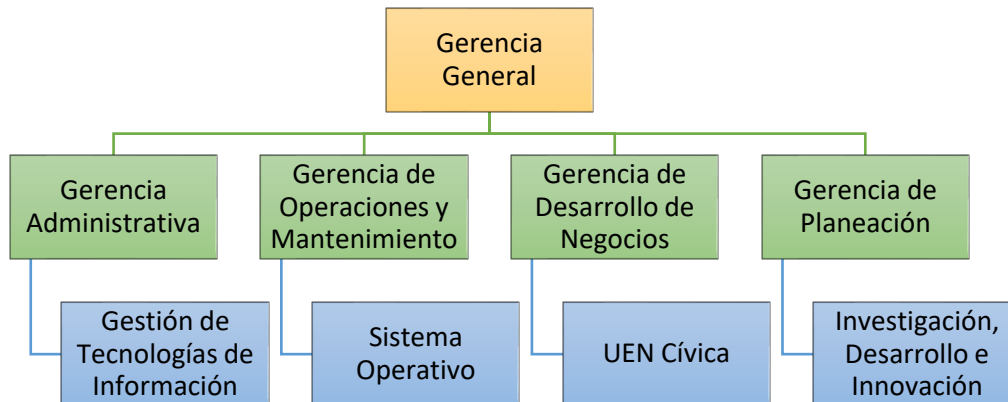 Gerencia
General
Gerencia
Administrativa
Gerencia de
Operaciones y
Mantenimiento
Gerencia de
Desarrollo de
Negocios
Gerencia de
Planeación
Gestión de
Tecnologías de
Información
Sistema
Operativo
UEN Cívica
Investigación,
Desarrollo e
Innovación